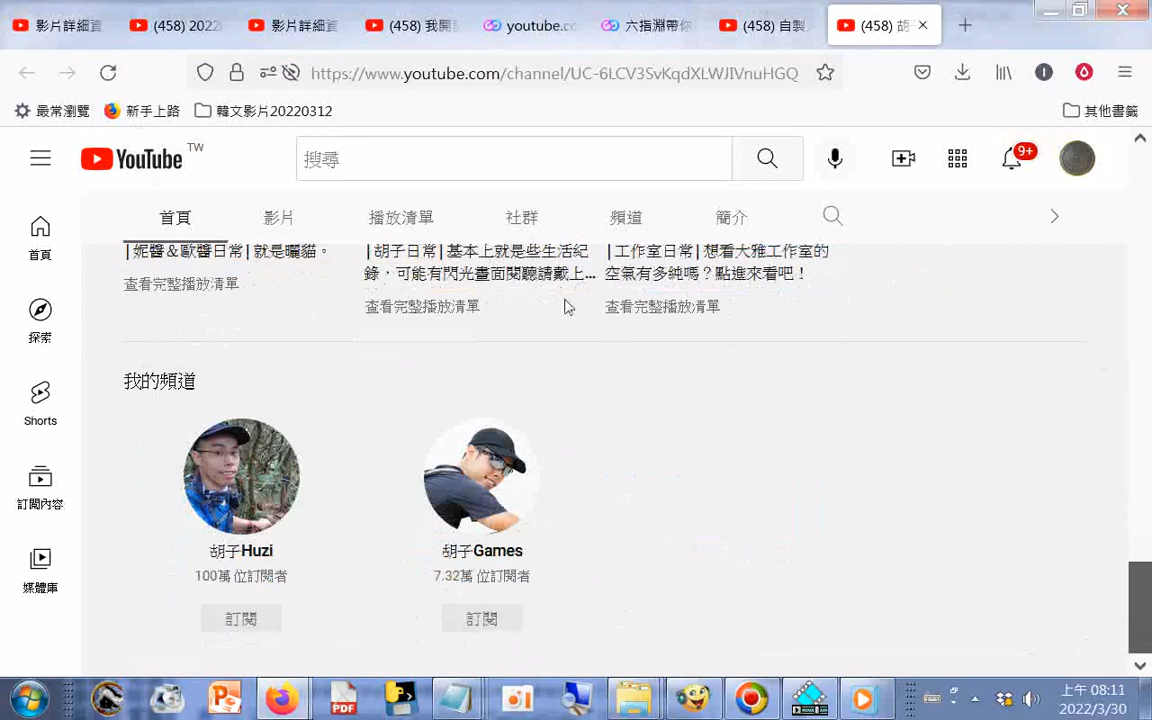 影片詳細資
(458) 2022
影片詳細資
(458) 我開
youtube.co
六指淵帶你
(458) 自製
(458) 胡
https://www.youtube.com/channel/UC-6LCV3SvKqdXLWJIVnuHGQ
最常瀏覽
新手上路
韓文影片20220312
其他書籤
YouTube TW
搜尋
9+
首頁
影片
播放清單
社群
頻道
簡介
首頁
探索
Shorts
訂閱內容
媒體庫
|妮醬&歐醬日常|就是曬貓。
查看完整播放清單
|胡子日常|基本上就是些生活紀
錄,可能有閃光畫面閱聽請戴上...
查看完整播放清單
|工作室日常|想看大雅工作室的
空氣有多純嗎?點進來看吧!
查看完整播放清單
我的頻道
胡子Huzi
100萬 位訂閱者
訂閱
胡子Games
7.32萬 位訂閱者
訂閱
PDF
上午 08:11
2022/3/30